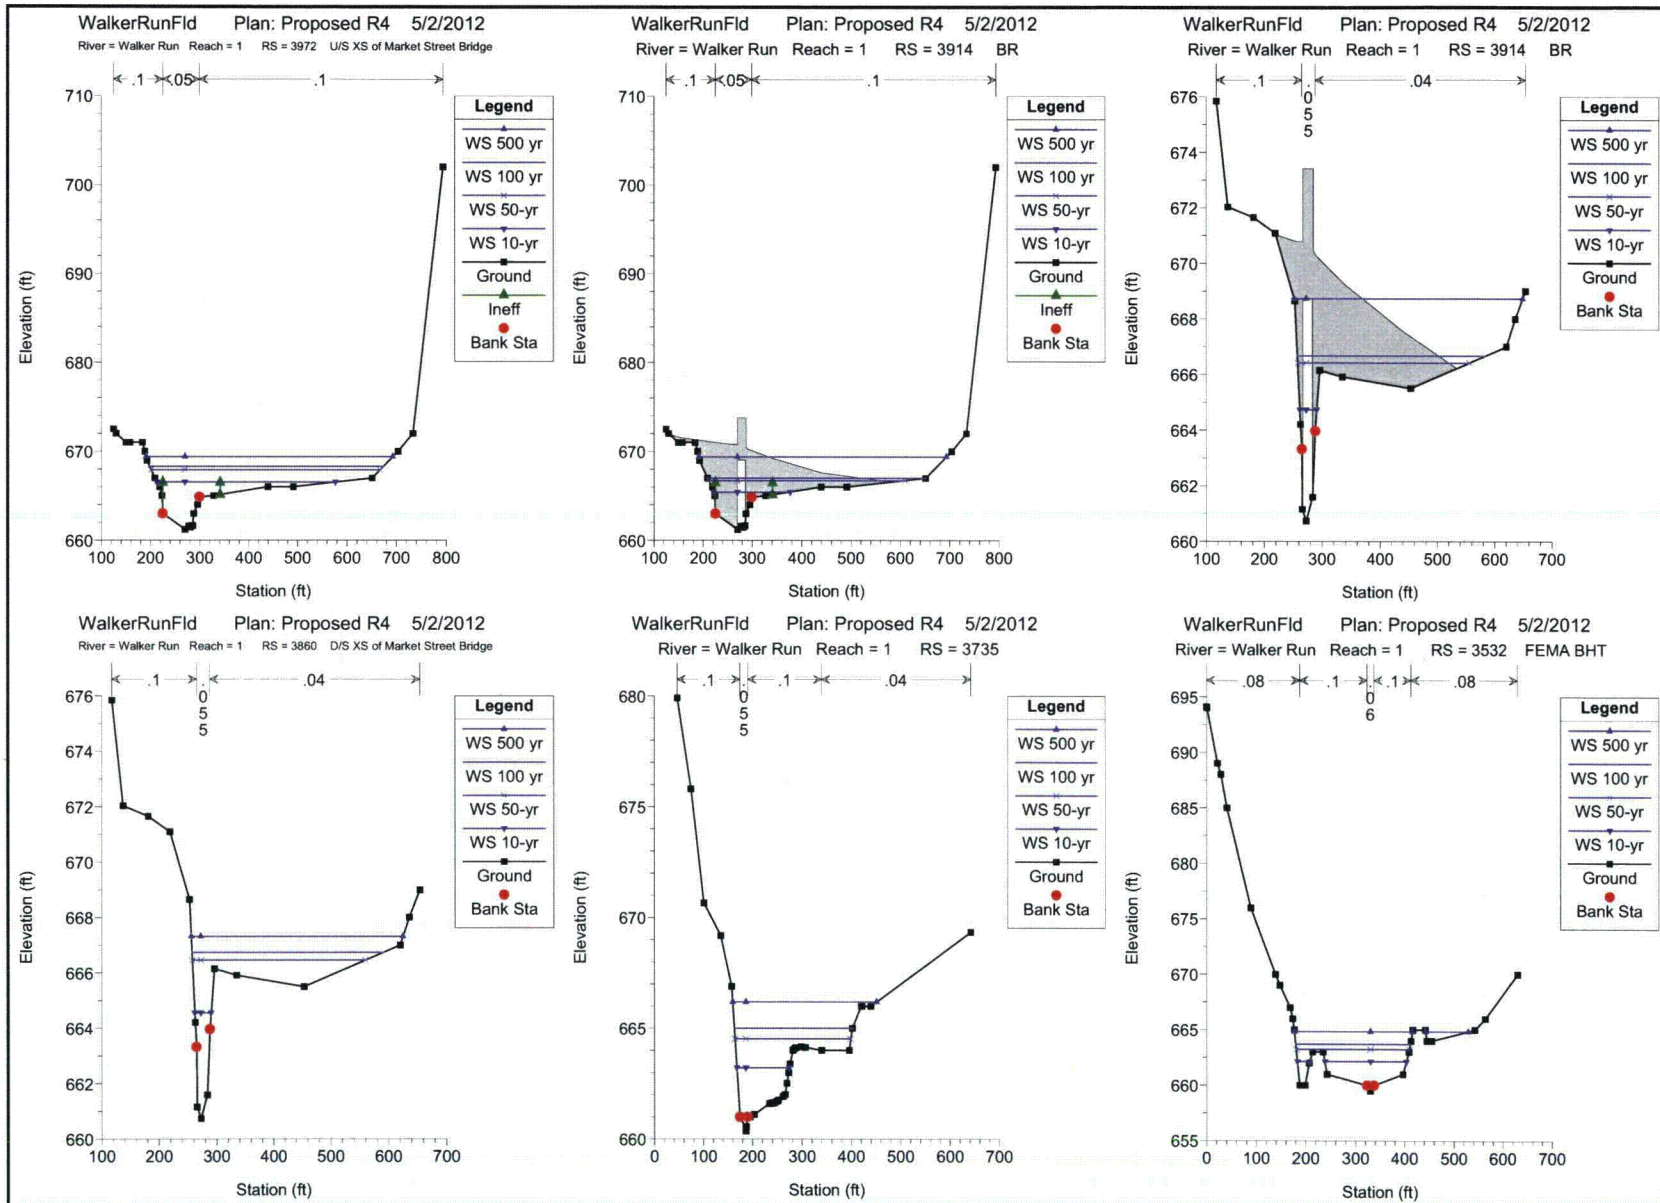 WalkerRunFld Plan: Proposed R4 5/2/2012
River = Walker Run Reach = 1 RS = 3972 U/S XS of Market Street Bridge
.1 .05 .1
710
700
690
680
670
660
Elevation (ft)
100 200 300 400 500 600 700 800
Station (ft)
Legend
WS 500 yr
WS 100 yr
WS 50-yr
WS 10-yr
Ground
Ineff
Bank Sta
WalkerRunFld Plan: Proposed R4 5/2/2012
River = Walker Run Reach = 1 RS = 3914 BR
.1 .05 .1
710
700
690
680
670
660
Elevation (ft)
100 200 300 400 500 600 700 800
Station (ft)
Legend
WS 500 yr
WS 100 yr
WS 50-yr
WS 10-yr
Ground
Ineff
Bank Sta
WalkerRunFld Plan: Proposed R4 5/2/2012
River = Walker Run Reach = 1 RS = 3914 BR
.1 .055 .04
676
674
672
670
668
666
664
662
660
Elevation (ft)
100 200 300 400 500 600 700
Station (ft)
Legend
WS 500 yr
WS 100 yr
WS 50-yr
WS 10-yr
Ground
Bank Sta
WalkerRunFld Plan: Proposed R4 5/2/2012
River = Walker Run Reach = 1 RS = 3860 D/S XS of Market Street Bridge
.1 .055 .04
676
674
672
670
668
666
664
662
660
Elevation (ft)
100 200 300 400 500 600 700
Station (ft)
Legend
WS 500 yr
WS 100 yr
WS 50-yr
WS 10-yr
Ground
Bank Sta
WalkerRunFld Plan: Proposed R4 5/2/2012
River = Walker Run Reach = 1 RS = 3735
.1 .055 .1 .04
680
675
670
665
660
Elevation (ft)
0 100 200 300 400 500 600 700
Station (ft)
Legend
WS 500 yr
WS 100 yr
WS 50-yr
WS 10-yr
Ground
Bank Sta
WalkerRunFld Plan: Proposed R4 5/2/2012
River = Walker Run Reach = 1 RS = 3532 FEMA BHT
.08 .1 .06 .1 .08
695
690
685
680
675
670
665
660
655
Elevation (ft)
0 100 200 300 400 500 600 700
Station (ft)
Legend
WS 500 yr
WS 100 yr
WS 50-yr
WS 10-yr
Ground
Bank Sta